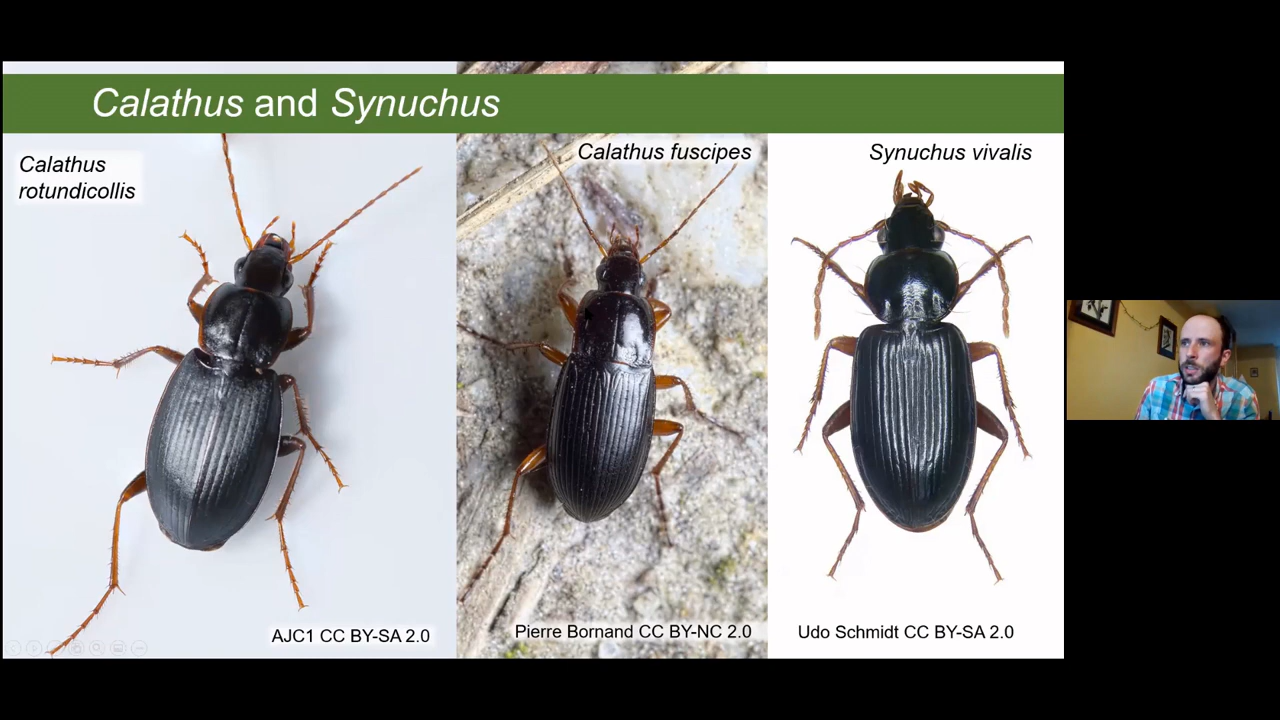 Calathus and Synuchus
Calathus
rotundicollis
Calathus fuscipes
Synuchus vivalis
AJC1 CC BY-SA 2.0
Pierre Bornand CC BY-NC 2.0
Udo Schmidt CC BY-SA 2.0